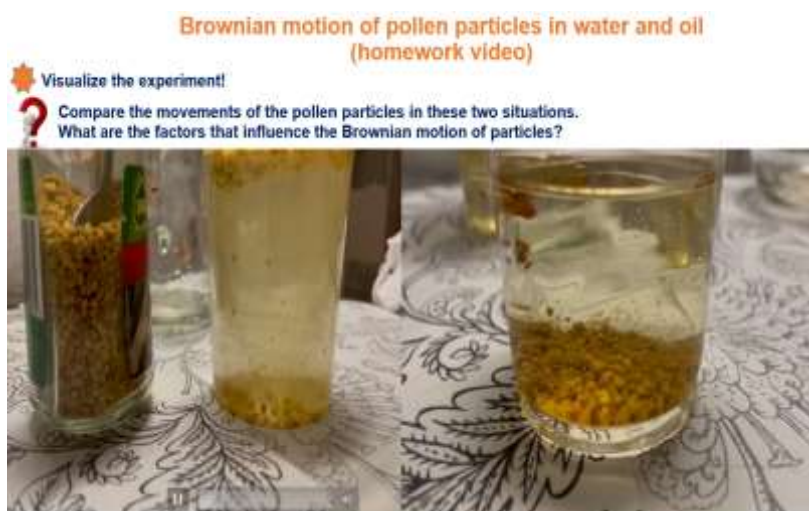 Brownian motion of pollen particles in water and oil
(homework video)
Visualize the experiment!
Compare the movements of the pollen particles in these two situations.
What are the factors that influence the Brownian motion of particles?